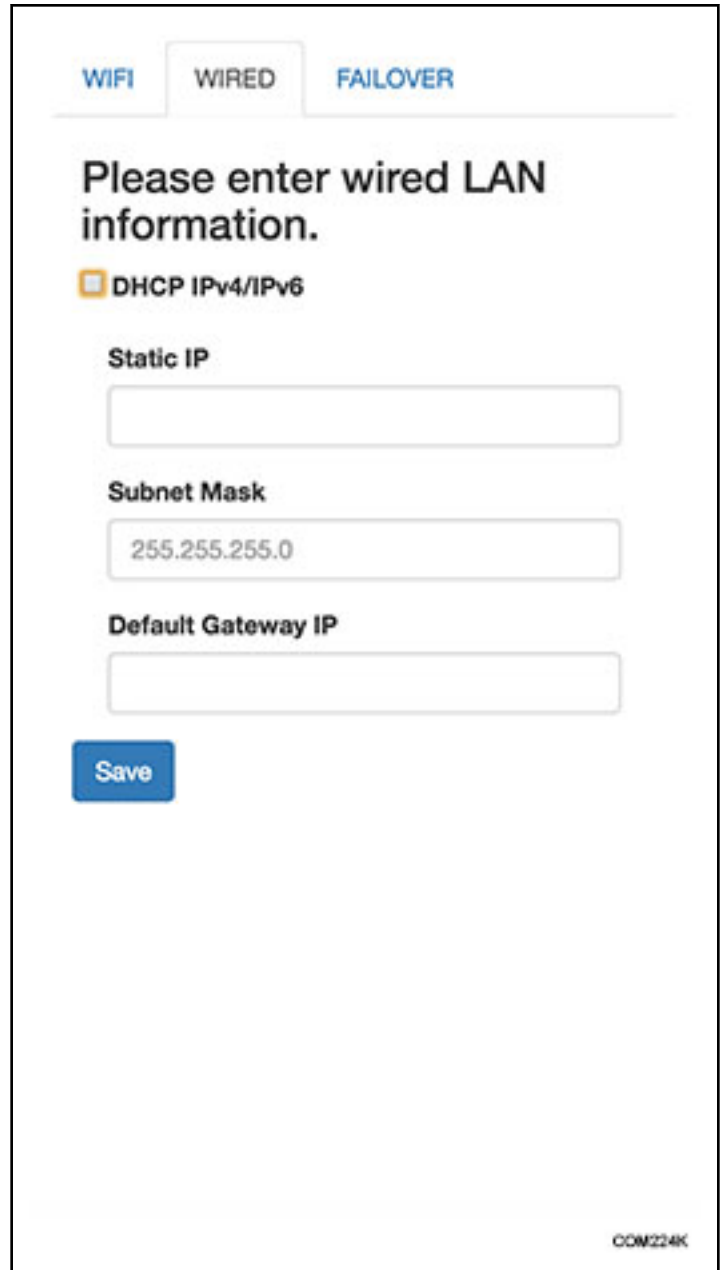 WIFI WIRED FAILOVER
Please enter wired LAN
information.
DHCP IPv4/IPv6
Static IP
Subnet Mask
255.255.255.0
Default Gateway IP
Save
COM224K